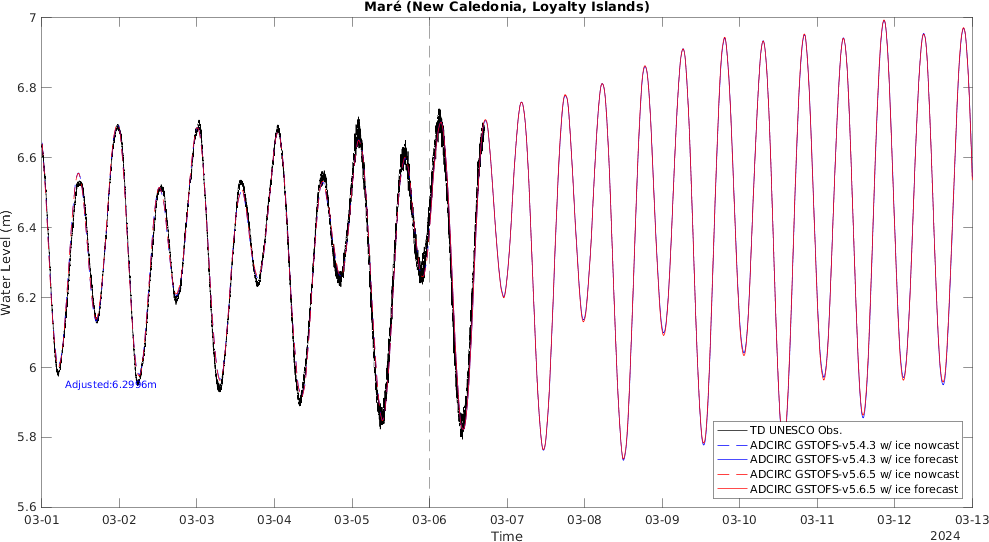 Maré (New Caledonia, Loyalty Islands)
7
6.8
6.6
6.4
6.2
6
5.8
5.6
Water Level (m)
Adjusted:6.2996m
TD UNESCO Obs.
ADCIRC GSTOFS-v5.4.3 w/ ice nowcast
ADCIRC GSTOFS-v5.4.3 w/ ice forecast
ADCIRC GSTOFS-v5.6.5 w/ ice nowcast
ADCIRC GSTOFS-v5.6.5 w/ ice forecast
03-01 03-02 03-03 03-04 03-05 03-06 03-07 03-08 03-09 03-10 03-11 03-12 03-13
Time
2024